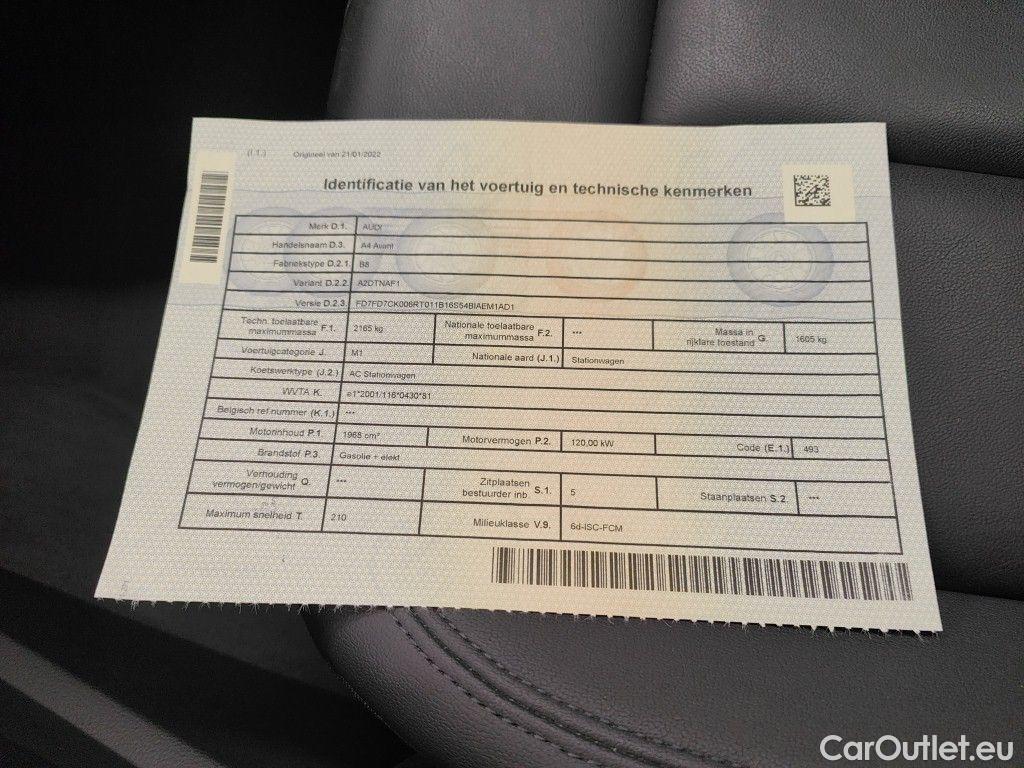 (I.1.) Origineel van 21/01/2022
Identificatie van het voertuig en technische kenmerken
Merk D.1. AUDI
Handelsnaam D.3. A4 Avant
Fabriekstype D.2.1. B8
Variant D.2.2. A2DTNAF1
Versie D.2.3. FD7FD7CK006RT011B16S54BIAEM1AD1
Techn. toelaatbare maximummassa F.1. 2165 kg Nationale toelaatbare maximummassa F.2. *** Massa in rijklare toestand G. 1605 kg
Voertuigcategorie J. M1 Nationale aard (J.1.) Stationwagen
Koetswerktype (J.2.) AC Stationwagen
WVTA K. e1*2001/116*0430*81
Belgisch ref.nummer (K.1.) ***
Motorinhoud P.1. 1968 cm³ Motorvermogen P.2. 120,00 kW Code (E.1.) 493
Brandstof P.3. Gasolie + elekt
Verhouding vermogen/gewicht Q. *** Zitplaatsen bestuurder inb. S.1. 5 Staanplaatsen S.2. ***
Maximum snelheid T. 210 Milieuklasse V.9. 6d-ISC-FCM
CarOutlet.eu